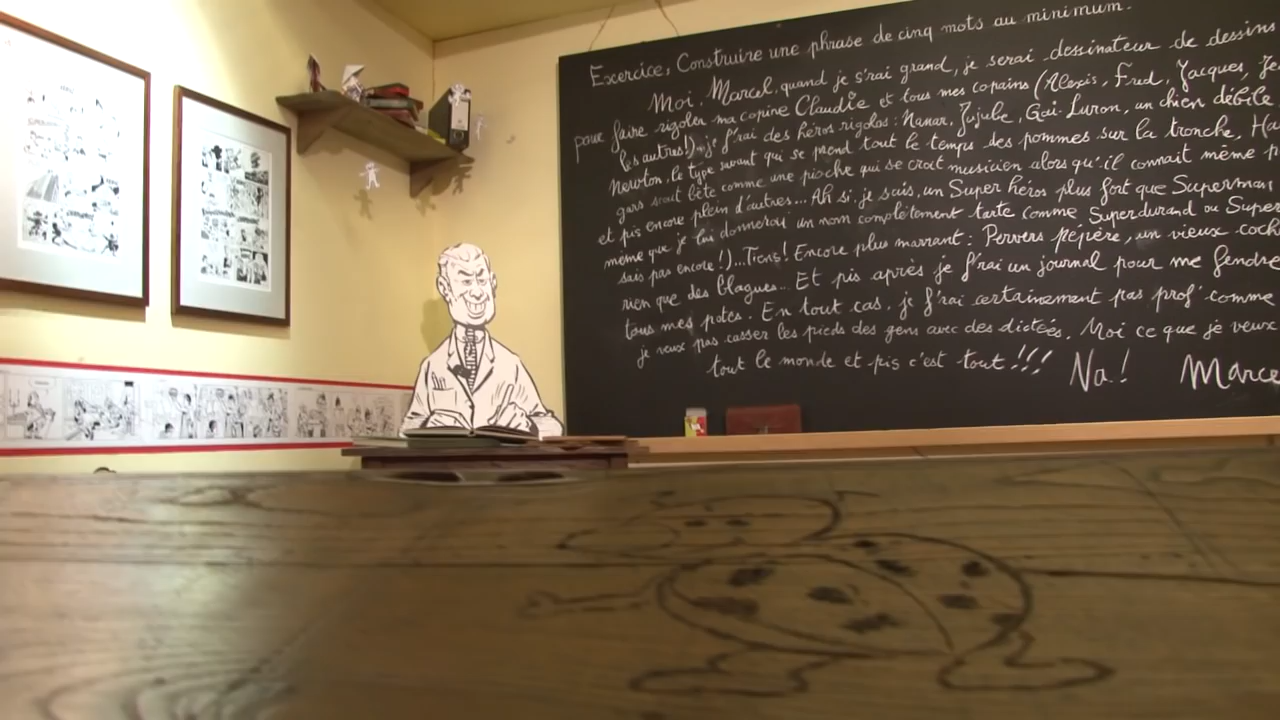 Exercice, Construire une phrase de cinq mots au minimum.
Moi, Marcel, quand je s'rai grand, je serai dessinateur de dessins
pour faire rigoler ma copine Claudie et tous mes copains (Alexis, Fred, Jacques,
les autres!), je f'rai des héros rigolos: Nanar, Jujube, Gai-Luron, un chien débile
Newton, le type savant qui se prend tout le temps des pommes sur la tronche,
gars bête comme une pioche qui se croit musicien alors qu'il connait même
et pis encore plein d'autres... Ah si, je sais, un Super héros plus fort que Superman
même que je lui donnerai un nom complètement tarte comme Superdurand ou Super
sais pas encore!)... Tiens! Encore plus marrant: Pervers pépère, un vieux
rien que des blagues... Et pis après je f'rai un journal pour me fendre
tous mes potes. En tout cas, je f'rai certainement pas prof' comme
je veux pas casser les pieds des gens avec des dictées. Moi ce que je veux
tout le monde et pis c'est tout!!! Na! Marce